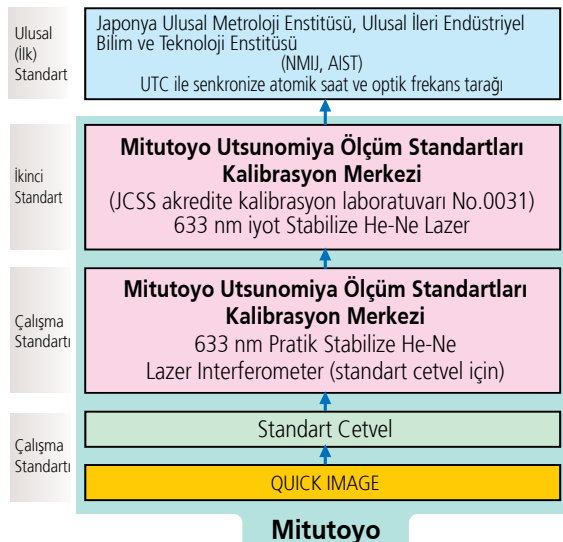 Ulusal
(İlk)
Standart
Japonya Ulusal Metroloji Enstitüsü, Ulusal İleri Endüstriyel
Bilim ve Teknoloji Enstitüsü
(NMIJ, AIST)
UTC ile senkronize atomik saat ve optik frekans tarağı
İkinci
Standart
Mitutoyo Utsunomiya Ölçüm Standartları
Kalibrasyon Merkezi
(JCSS akredite kalibrasyon laboratuvarı No.0031)
633 nm iyot Stabilize He-Ne Lazer
Çalışma
Standartı
Mitutoyo Utsunomiya Ölçüm Standartları
Kalibrasyon Merkezi
633 nm Pratik Stabilize He-Ne
Lazer Interferometer (standart cetvel için)
Çalışma
Standartı
Standart Cetvel
QUICK IMAGE
Mitutoyo